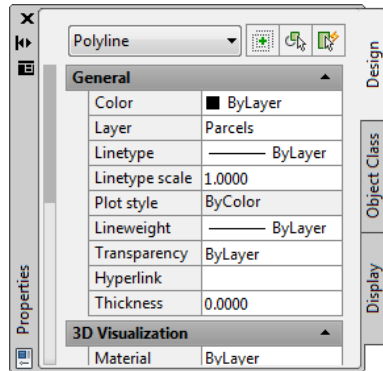 Polyline
General
Color ByLayer
Layer Parcels
Linetype ByLayer
Linetype scale 1.0000
Plot style ByColor
Lineweight ByLayer
Transparency ByLayer
Hyperlink
Thickness 0.0000
3D Visualization
Material ByLayer
Properties
Design
Object Class
Display